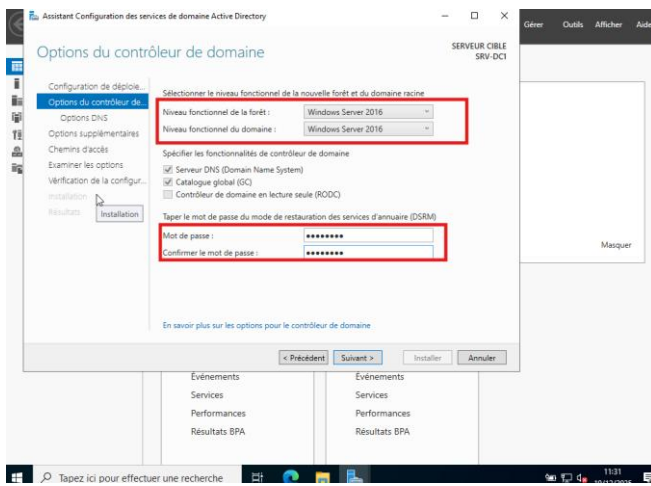 Assistant Configuration des services de domaine Active Directory
Gérer Outils Afficher Aide
Options du contrôleur de domaine
SERVEUR CIBLE
SRV-DC1
Configuration de déploie...
Options du contrôleur de...
Options DNS
Options supplémentaires
Chemins d'accès
Examiner les options
Vérification de la configur...
Installation
Résultats
Installation
Sélectionner le niveau fonctionnel de la nouvelle forêt et du domaine racine
Niveau fonctionnel de la forêt : Windows Server 2016
Niveau fonctionnel du domaine : Windows Server 2016
Spécifier les fonctionnalités de contrôleur de domaine
Serveur DNS (Domain Name System)
Catalogue global (GC)
Contrôleur de domaine en lecture seule (RODC)
Taper le mot de passe du mode de restauration des services d'annuaire (DSRM)
Mot de passe : ●●●●●●●●
Confirmer le mot de passe : ●●●●●●●●
Masquer
En savoir plus sur les options pour le contrôleur de domaine
< Précédent Suivant > Installer Annuler
Événements Événements
Services Services
Performances Performances
Résultats BPA Résultats BPA
Tapez ici pour effectuer une recherche
11:31
10/12/2025